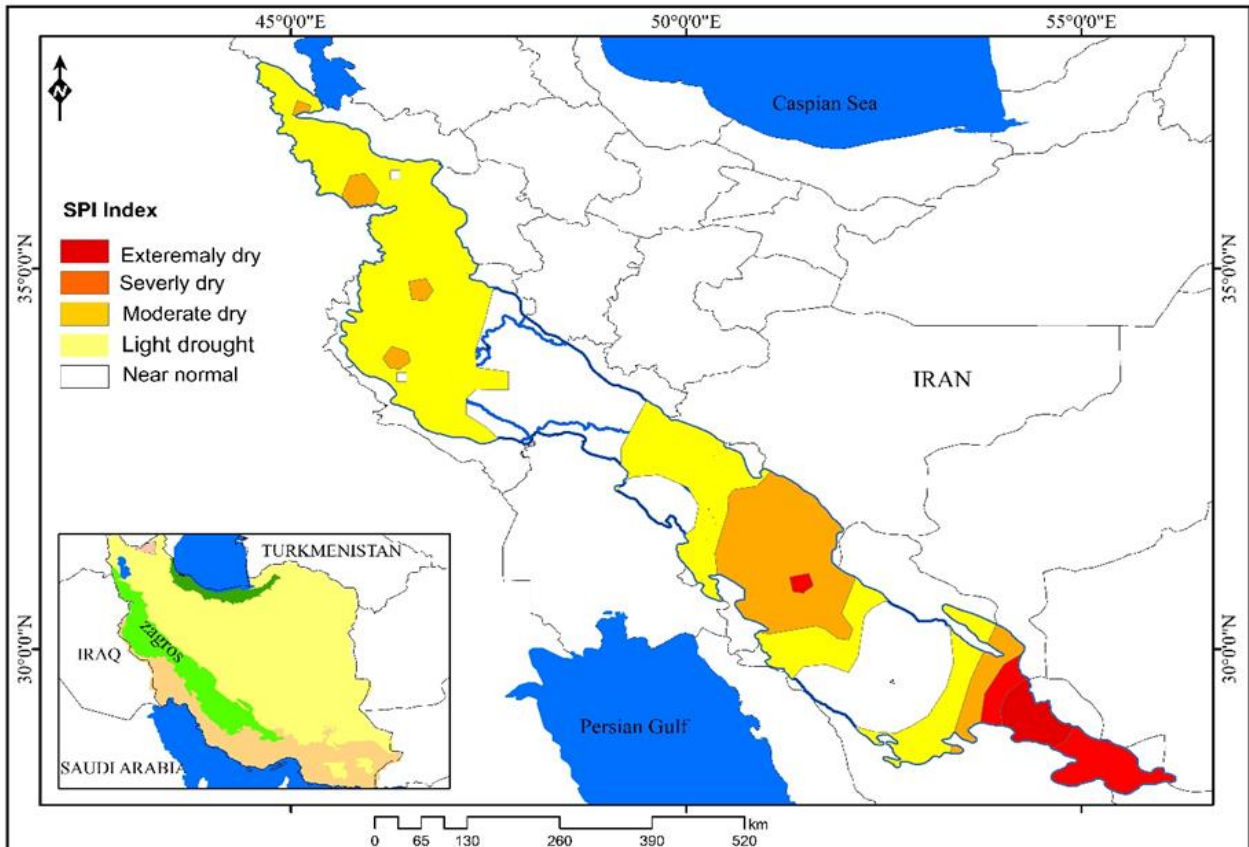 45°0'0"E 50°0'0"E 55°0'0"E
N
Caspian Sea
SPI Index
Exteremaly dry
Severly dry
Moderate dry
Light drought
Near normal
35°0'0"N 35°0'0"N
IRAN
TURKMENISTAN
zagros
IRAQ
SAUDI ARABIA
30°0'0"N 30°0'0"N
Persian Gulf
km
0 65 130 260 390 520